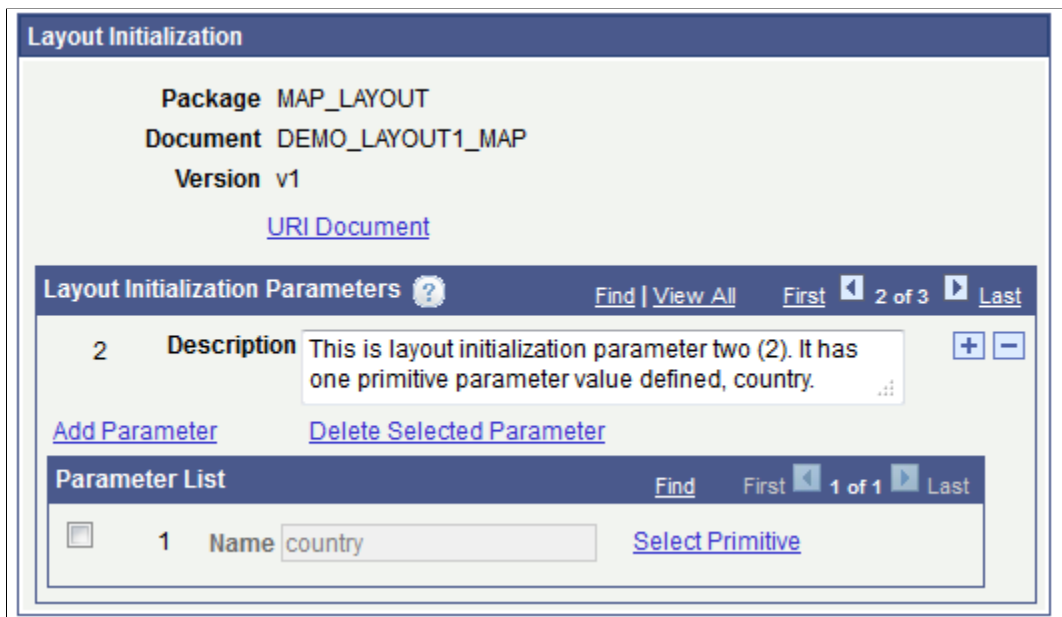 Layout Initialization
Package MAP_LAYOUT
Document DEMO_LAYOUT1_MAP
Version v1
URI Document
Layout Initialization Parameters ? Find | View All First 2 of 3 Last
2 Description This is layout initialization parameter two (2). It has
one primitive parameter value defined, country.
Add Parameter Delete Selected Parameter
Parameter List Find First 1 of 1 Last
1 Name country Select Primitive